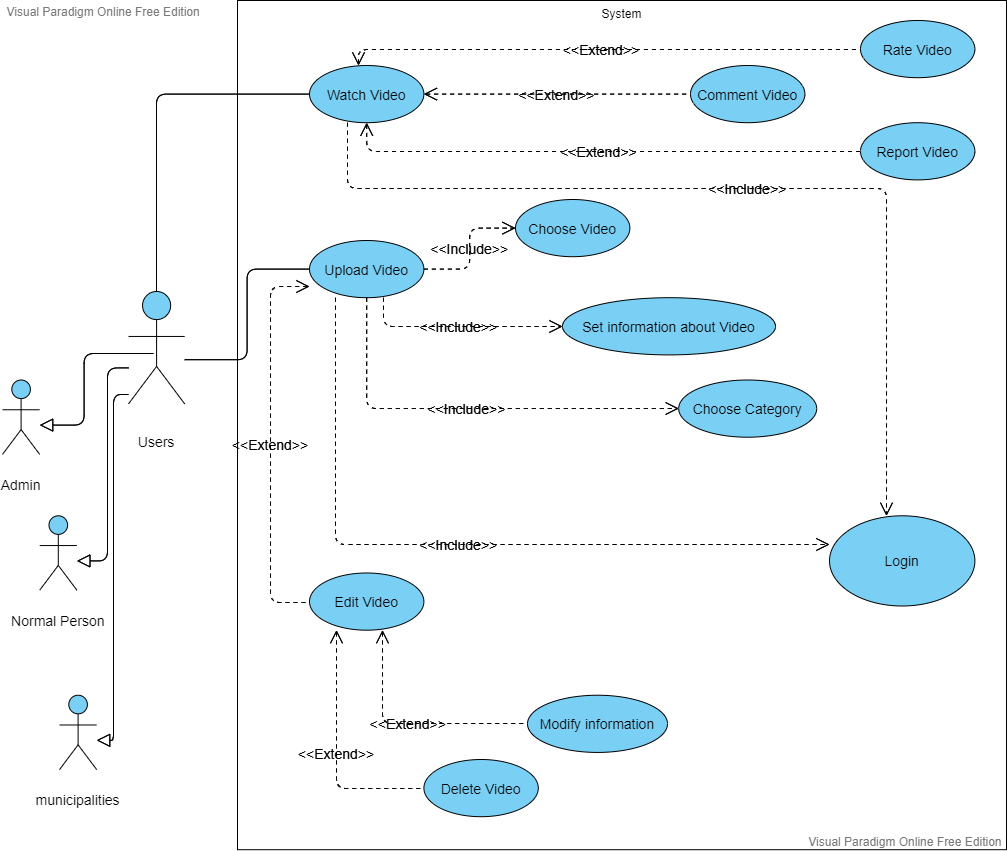 Visual Paradigm Online Free Edition
System
<<Extend>>
Rate Video
Watch Video
<<Extend>>
Comment Video
<<Extend>>
Report Video
<<Include>>
Choose Video
<<Include>>
Upload Video
<<Include>>
Set information about Video
<<Include>>
Choose Category
Users
<<Extend>>
Admin
<<Include>>
Login
Edit Video
Normal Person
<<Extend>>
Modify information
<<Extend>>
Delete Video
municipalities
Visual Paradigm Online Free Edition